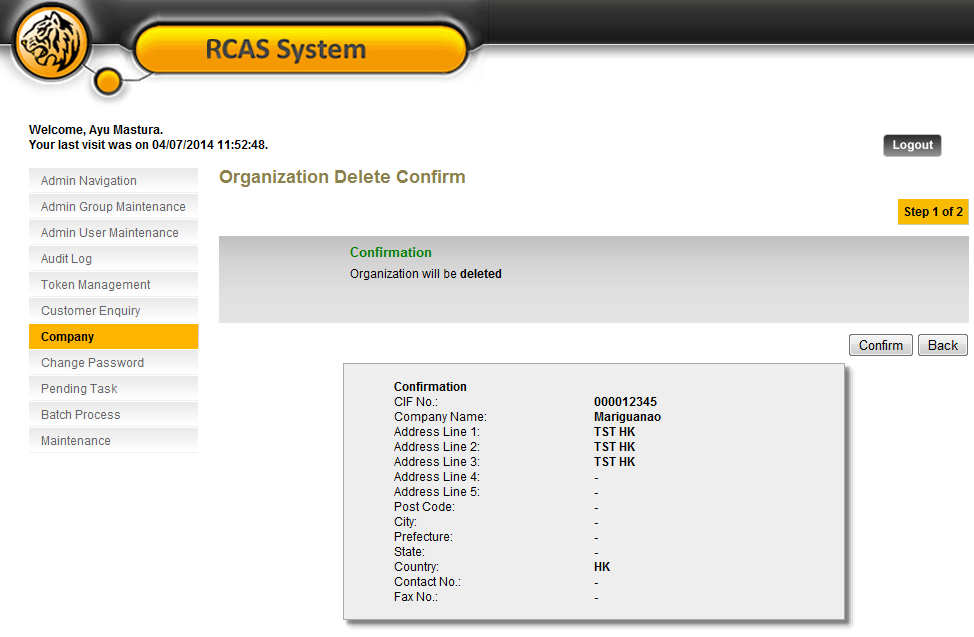 RCAS System
Welcome, Ayu Mastura.
Your last visit was on 04/07/2014 11:52:48.
Logout
Admin Navigation
Admin Group Maintenance
Admin User Maintenance
Audit Log
Token Management
Customer Enquiry
Company
Change Password
Pending Task
Batch Process
Maintenance
Organization Delete Confirm
Step 1 of 2
Confirmation
Organization will be deleted
Confirm Back
Confirmation
CIF No.: 000012345
Company Name: Mariguanao
Address Line 1: TST HK
Address Line 2: TST HK
Address Line 3: TST HK
Address Line 4: -
Address Line 5: -
Post Code: -
City: -
Prefecture: -
State: -
Country: HK
Contact No.: -
Fax No.: -